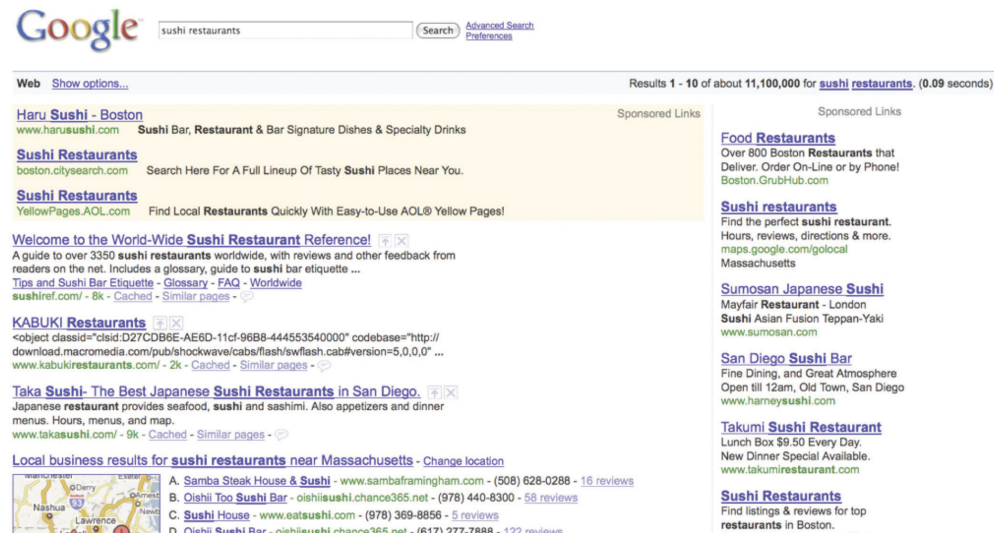 Google
sushi restaurants
Search
Advanced Search
Preferences
Web Show options...
Results 1 - 10 of about 11,100,000 for sushi restaurants. (0.09 seconds)
Sponsored Links
Haru Sushi - Boston
www.harusushi.com Sushi Bar, Restaurant & Bar Signature Dishes & Specialty Drinks
Sushi Restaurants
boston.citysearch.com Search Here For A Full Lineup Of Tasty Sushi Places Near You.
Sushi Restaurants
YellowPages.AOL.com Find Local Restaurants Quickly With Easy-to-Use AOL® Yellow Pages!
Welcome to the World-Wide Sushi Restaurant Reference!
A guide to over 3350 sushi restaurants worldwide, with reviews and other feedback from
readers on the net. Includes a glossary, guide to sushi bar etiquette ...
Tips and Sushi Bar Etiquette - Glossary - FAQ - Worldwide
sushiref.com/ - 8k - Cached - Similar pages -
KABUKI Restaurants
<object classid="clsid:D27CDB6E-AE6D-11cf-96B8-444553540000" codebase="http://
download.macromedia.com/pub/shockwave/cabs/flash/swflash.cab#version=5,0,0,0" ...
www.kabukirestaurants.com/ - 2k - Cached - Similar pages -
Taka Sushi- The Best Japanese Sushi Restaurants in San Diego.
Japanese restaurant provides seafood, sushi and sashimi. Also appetizers and dinner
menus. Hours, menus, and map.
www.takasushi.com/ - 9k - Cached - Similar pages -
Local business results for sushi restaurants near Massachusetts - Change location
Derry
Nashua
93
Lawrence
A. Samba Steak House & Sushi - www.sambaframingham.com - (508) 628-0288 - 16 reviews
B. Oishii Too Sushi Bar - oishiisushi.chance365.net - (978) 440-8300 - 58 reviews
C. Sushi House - www.eatsushi.com - (978) 369-8856 - 5 reviews
D. Oishii Sushi Bar - oishiisushi.chance365.net - (617) 277-7888 - 122 reviews
Sponsored Links
Food Restaurants
Over 800 Boston Restaurants that
Deliver. Order On-Line or by Phone!
Boston.GrubHub.com
Sushi restaurants
Find the perfect sushi restaurant.
Hours, reviews, directions & more.
maps.google.com/golocal
Massachusetts
Sumosan Japanese Sushi
Mayfair Restaurant - London
Sushi Asian Fusion Teppan-Yaki
www.sumosan.com
San Diego Sushi Bar
Fine Dining, and Great Atmosphere
Open till 12am, Old Town, San Diego
www.harneysushi.com
Takumi Sushi Restaurant
Lunch Box $9.50 Every Day.
New Dinner Special Available.
www.takumirestaurant.com
Sushi Restaurants
Find listings & reviews for top
restaurants in Boston.